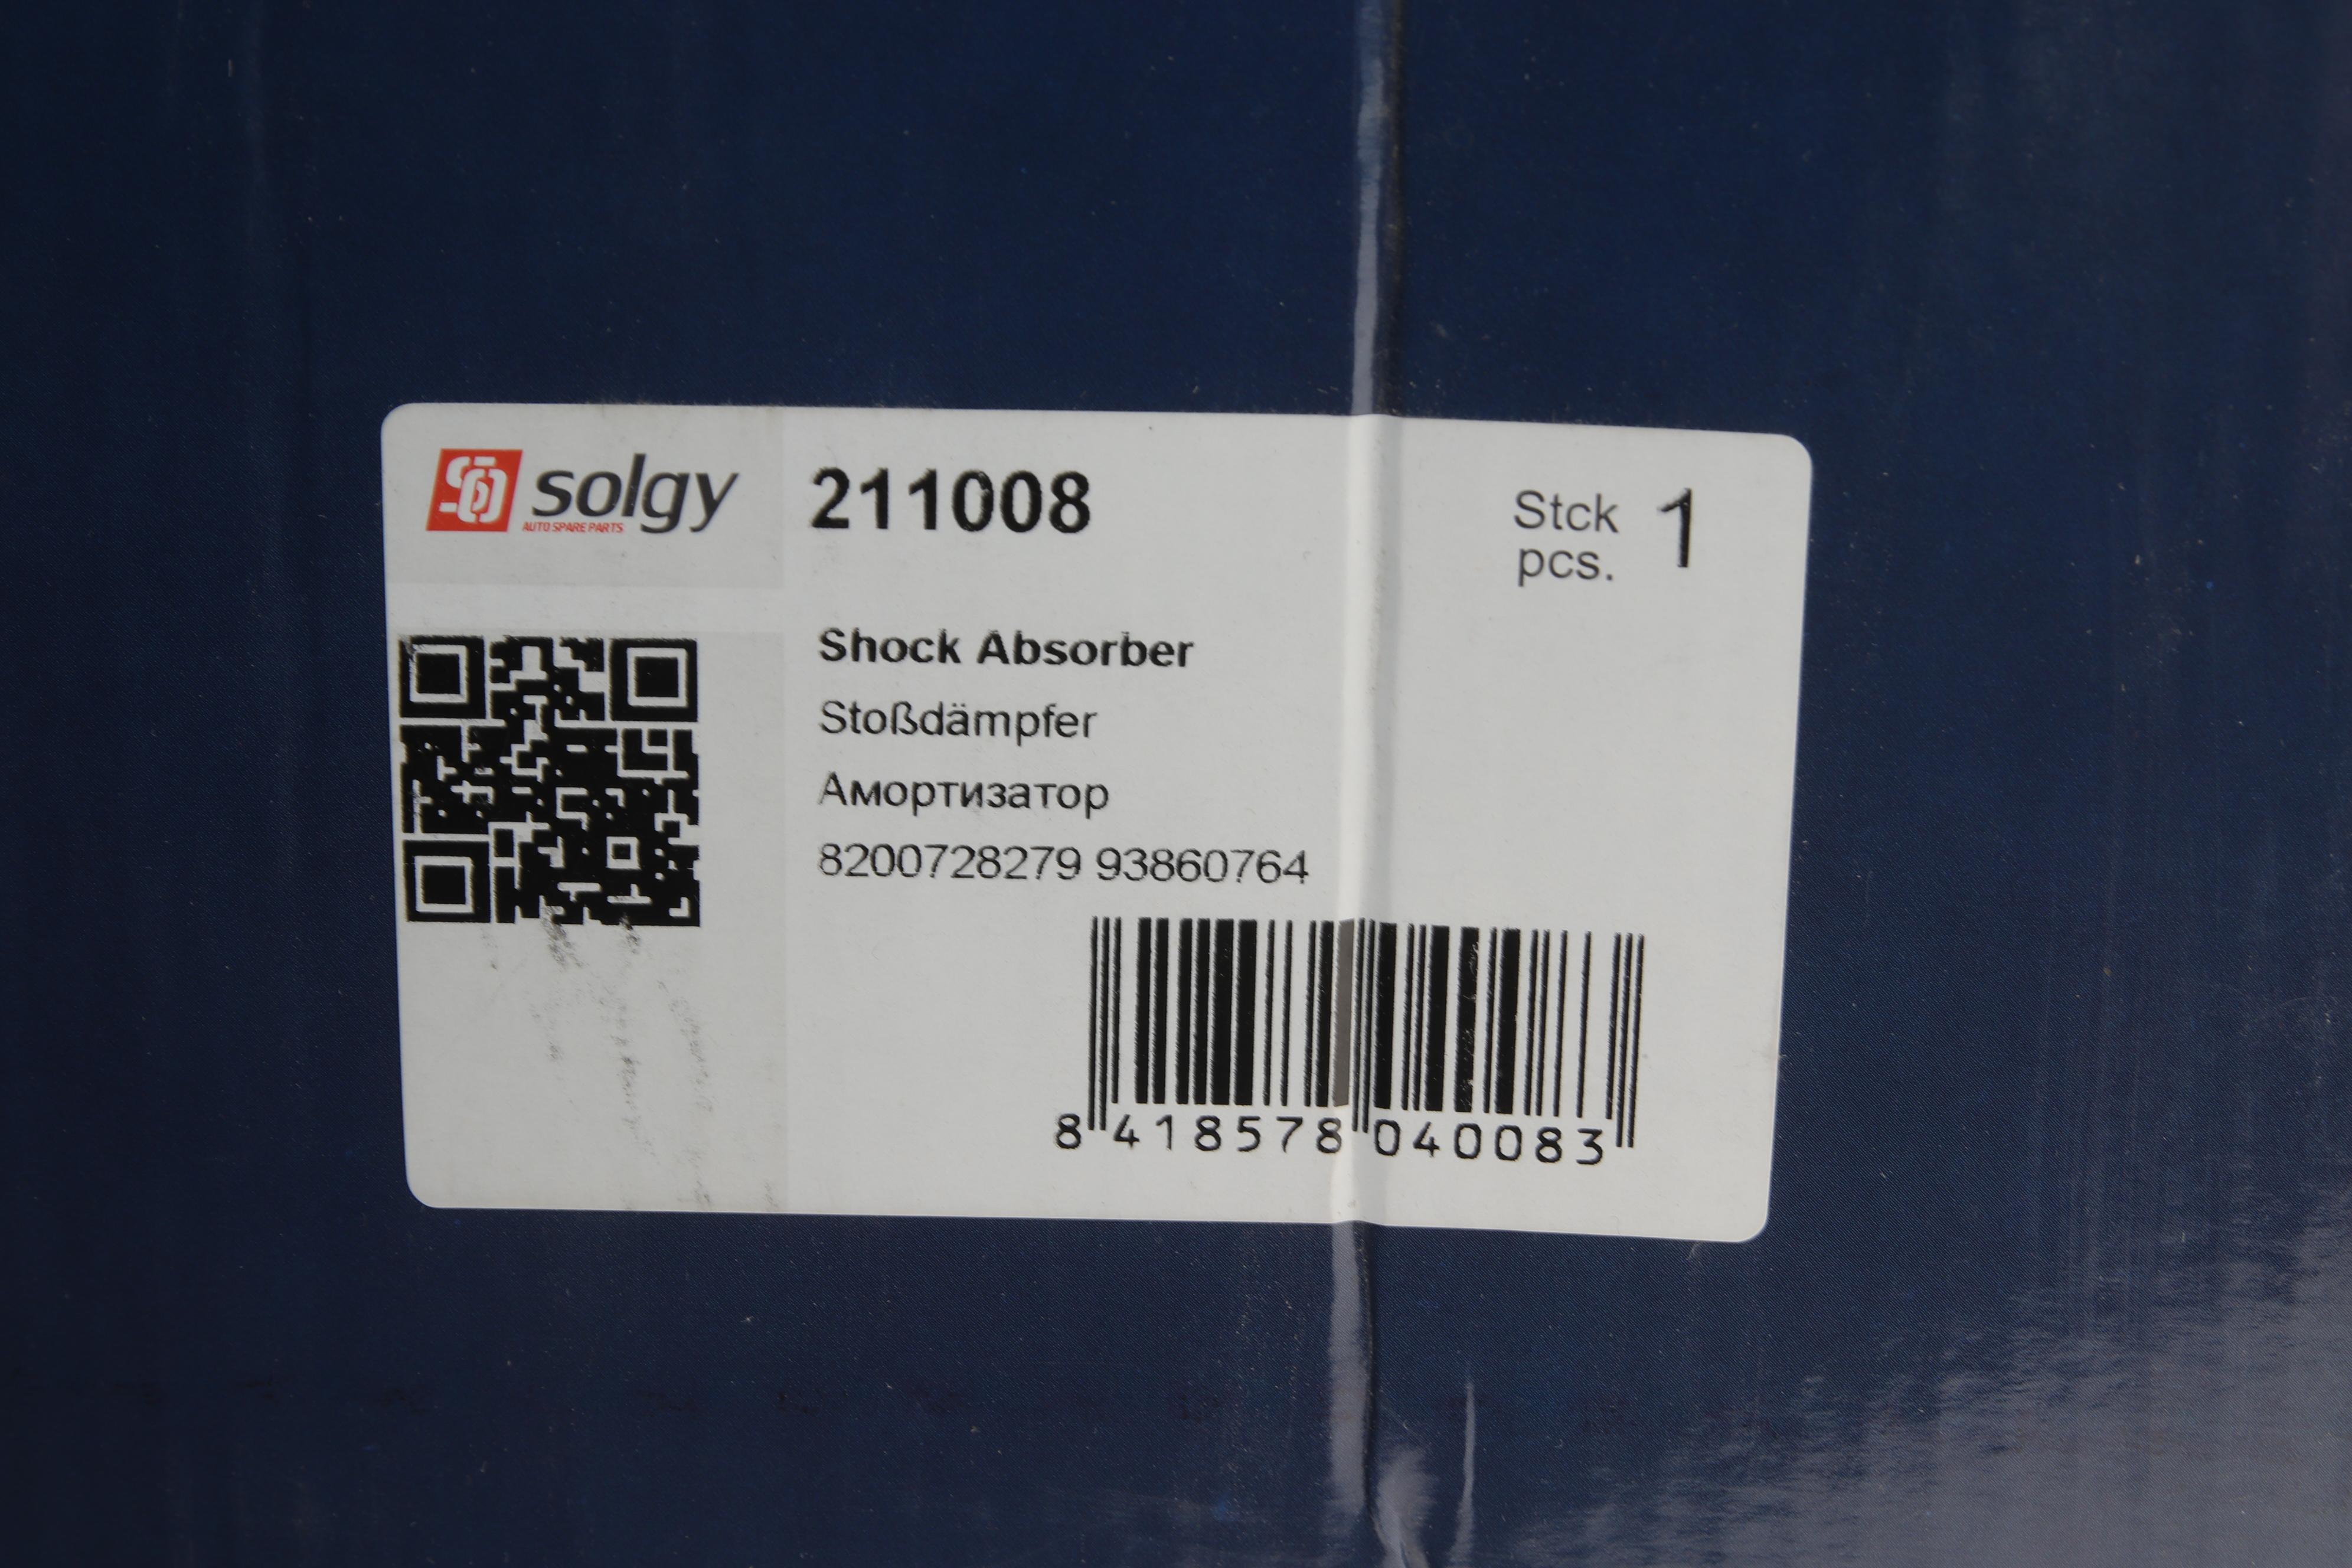 solgy
AUTO SPARE PARTS
211008
Stck
pcs. 1
Shock Absorber
Stoßdämpfer
Амортизатор
8200728279 93860764
8 418578 040083